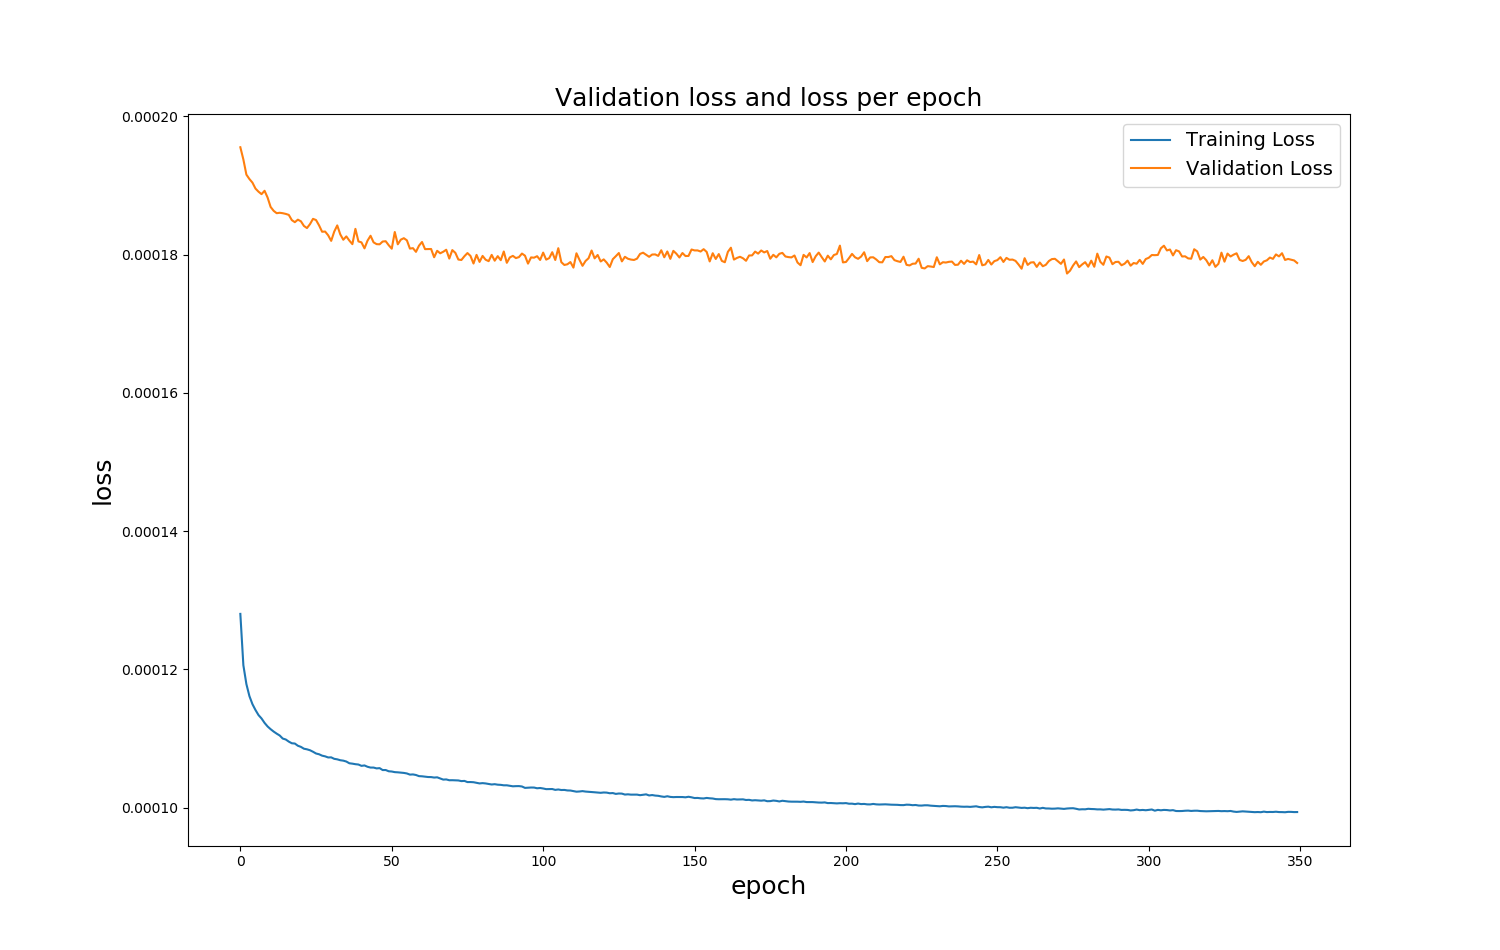 Validation loss and loss per epoch
Training Loss
Validation Loss
loss
0.00020
0.00018
0.00016
0.00014
0.00012
0.00010
0 50 100 150 200 250 300 350
epoch